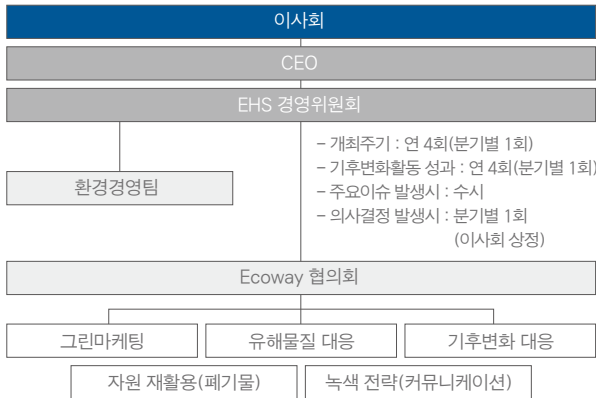 이사회
CEO
EHS 경영위원회
환경경영팀
– 개최주기 : 연 4회(분기별 1회)
– 기후변화활동 성과 : 연 4회(분기별 1회)
– 주요이슈 발생시 : 수시
– 의사결정 발생시 : 분기별 1회
(이사회 상정)
Ecoway 협의회
그린마케팅
유해물질 대응
기후변화 대응
자원 재활용(폐기물)
녹색 전략(커뮤니케이션)